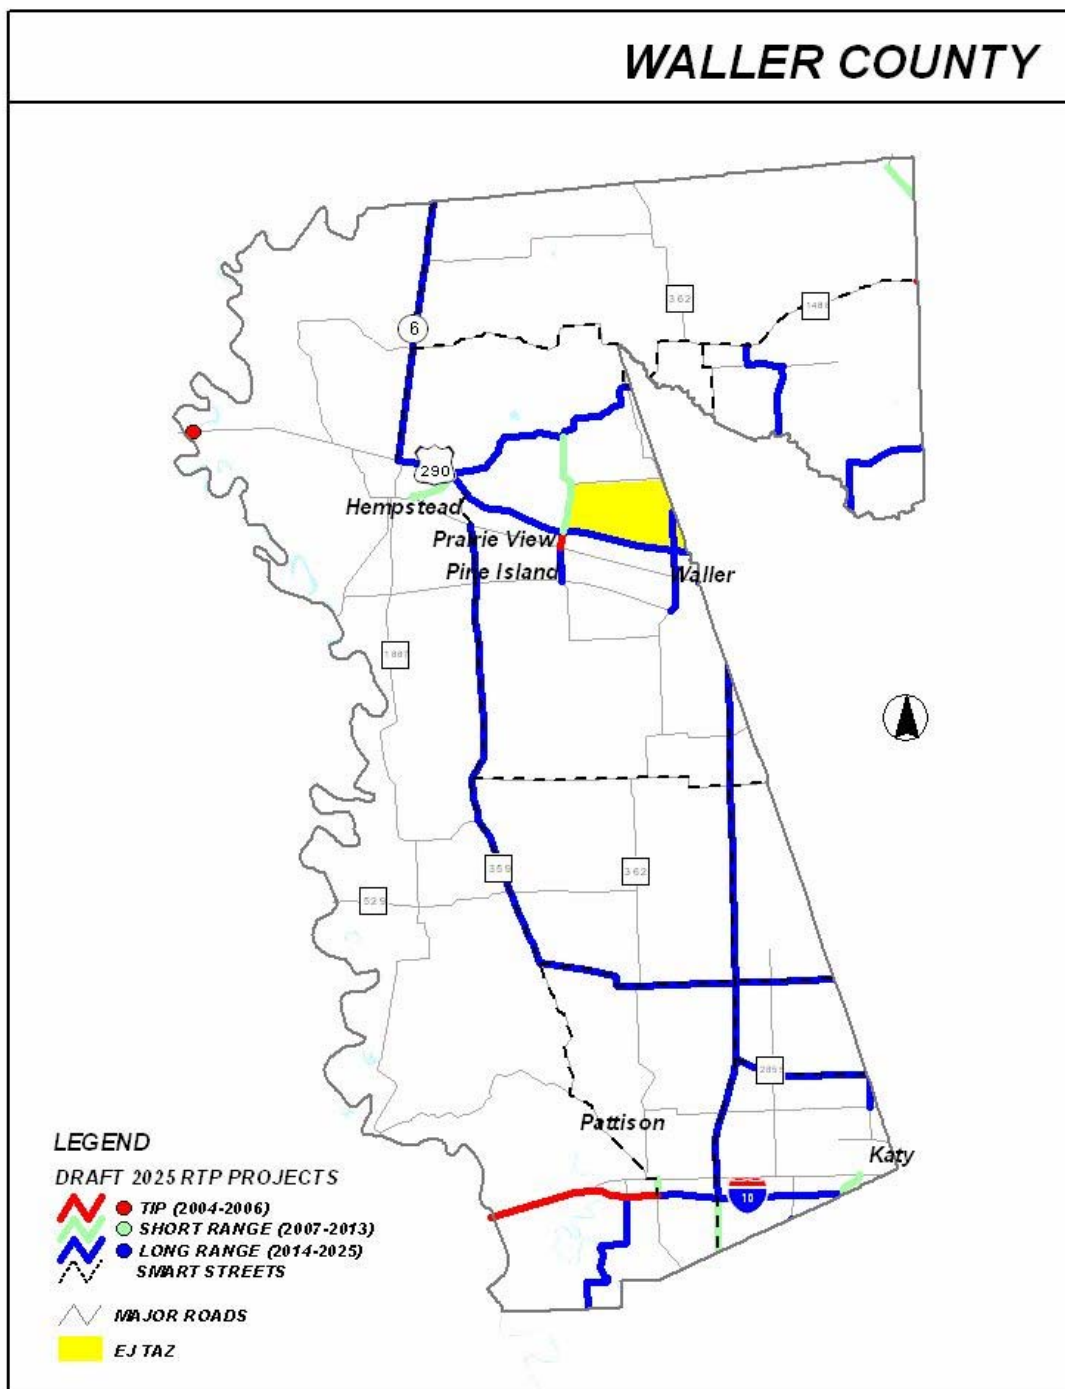 WALLER COUNTY
362
6
290
Hempstead
Prairie View
Pine Island
Waller
359
362
529
Pattison
Katy
10
LEGEND
DRAFT 2025 RTP PROJECTS
TIP (2004-2006)
SHORT RANGE (2007-2013)
LONG RANGE (2014-2025)
SMART STREETS
MAJOR ROADS
EJ TAZ